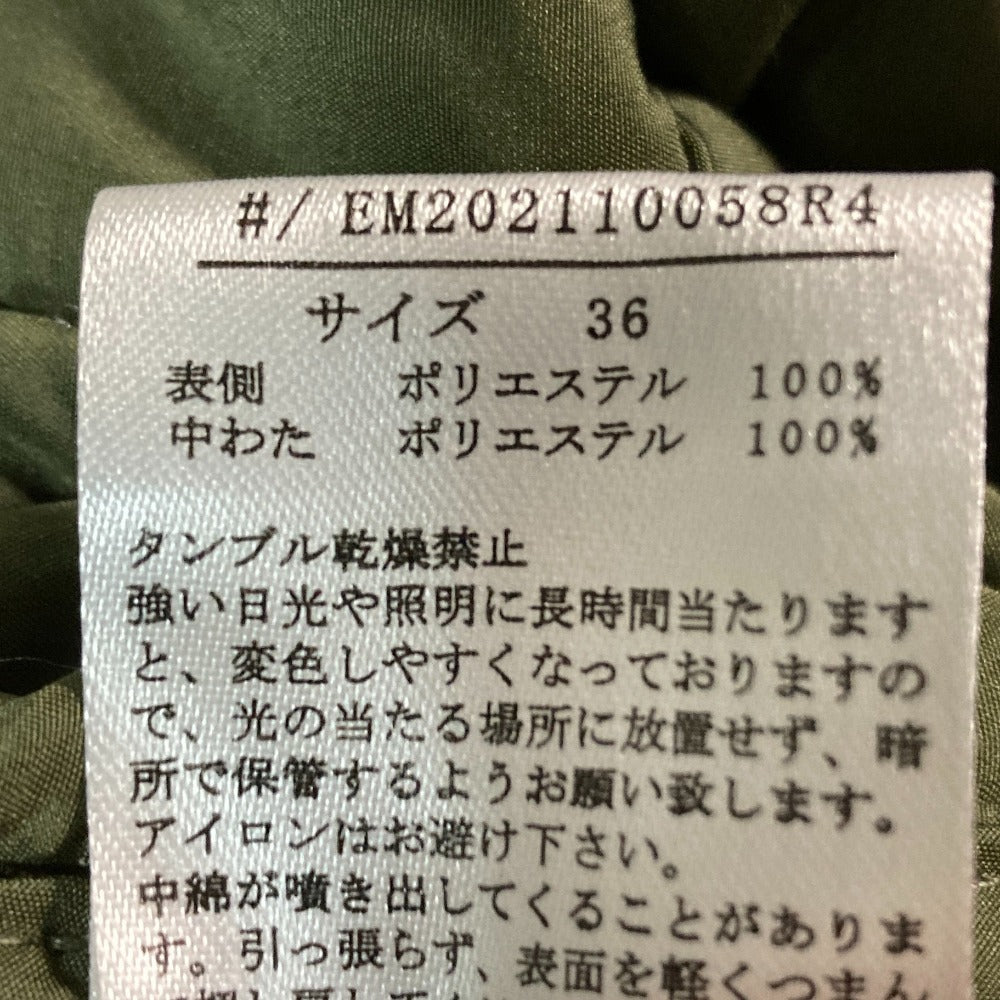 #/ EM202110058R4
サイズ 36
表側 ポリエステル 100%
中わた ポリエステル 100%
タンブル乾燥禁止
強い日光や照明に長時間当たります
と、変色しやすくなっておりますの
で、光の当たる場所に放置せず、暗
所で保管するようお願い致します。
アイロンはお避け下さい。
中綿が噴き出してくることがありま
す。引っ張らず、表面を軽くつまん